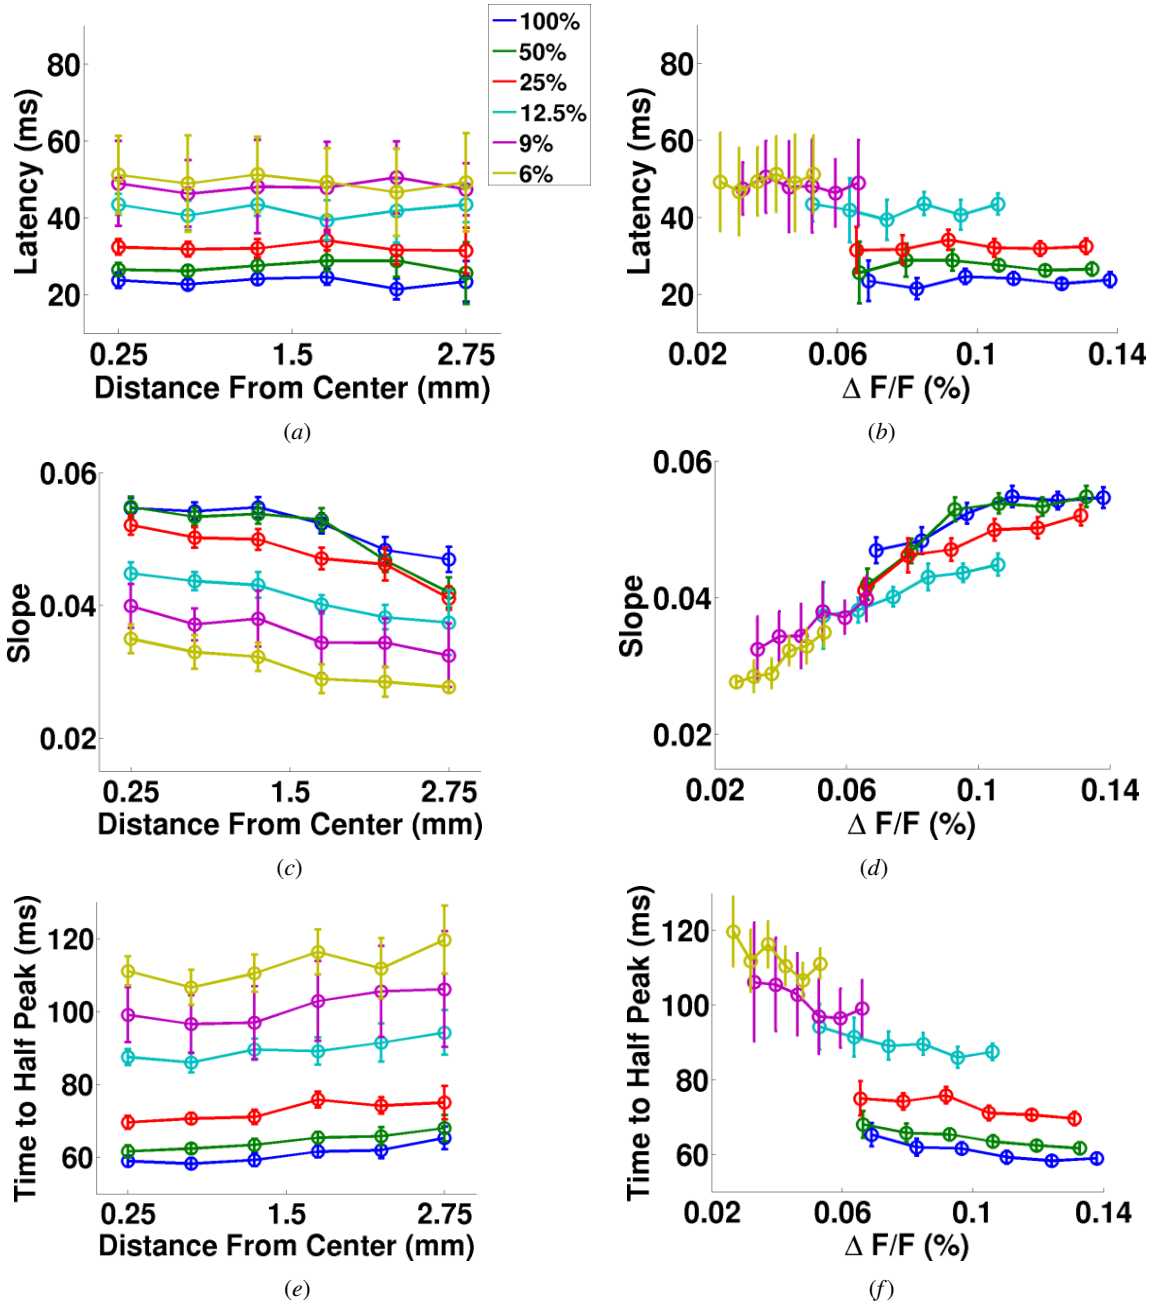 80
60
40
20
Latency (ms)
0.25 1.5 2.75
Distance From Center (mm)
(a)
100%
50%
25%
12.5%
9%
6%
80
60
40
20
Latency (ms)
0.02 0.06 0.1 0.14
Δ F/F (%)
(b)
0.06
0.04
0.02
Slope
0.25 1.5 2.75
Distance From Center (mm)
(c)
0.06
0.04
0.02
Slope
0.02 0.06 0.1 0.14
Δ F/F (%)
(d)
120
100
80
60
Time to Half Peak (ms)
0.25 1.5 2.75
Distance From Center (mm)
(e)
120
100
80
60
Time to Half Peak (ms)
0.02 0.06 0.1 0.14
Δ F/F (%)
(f)